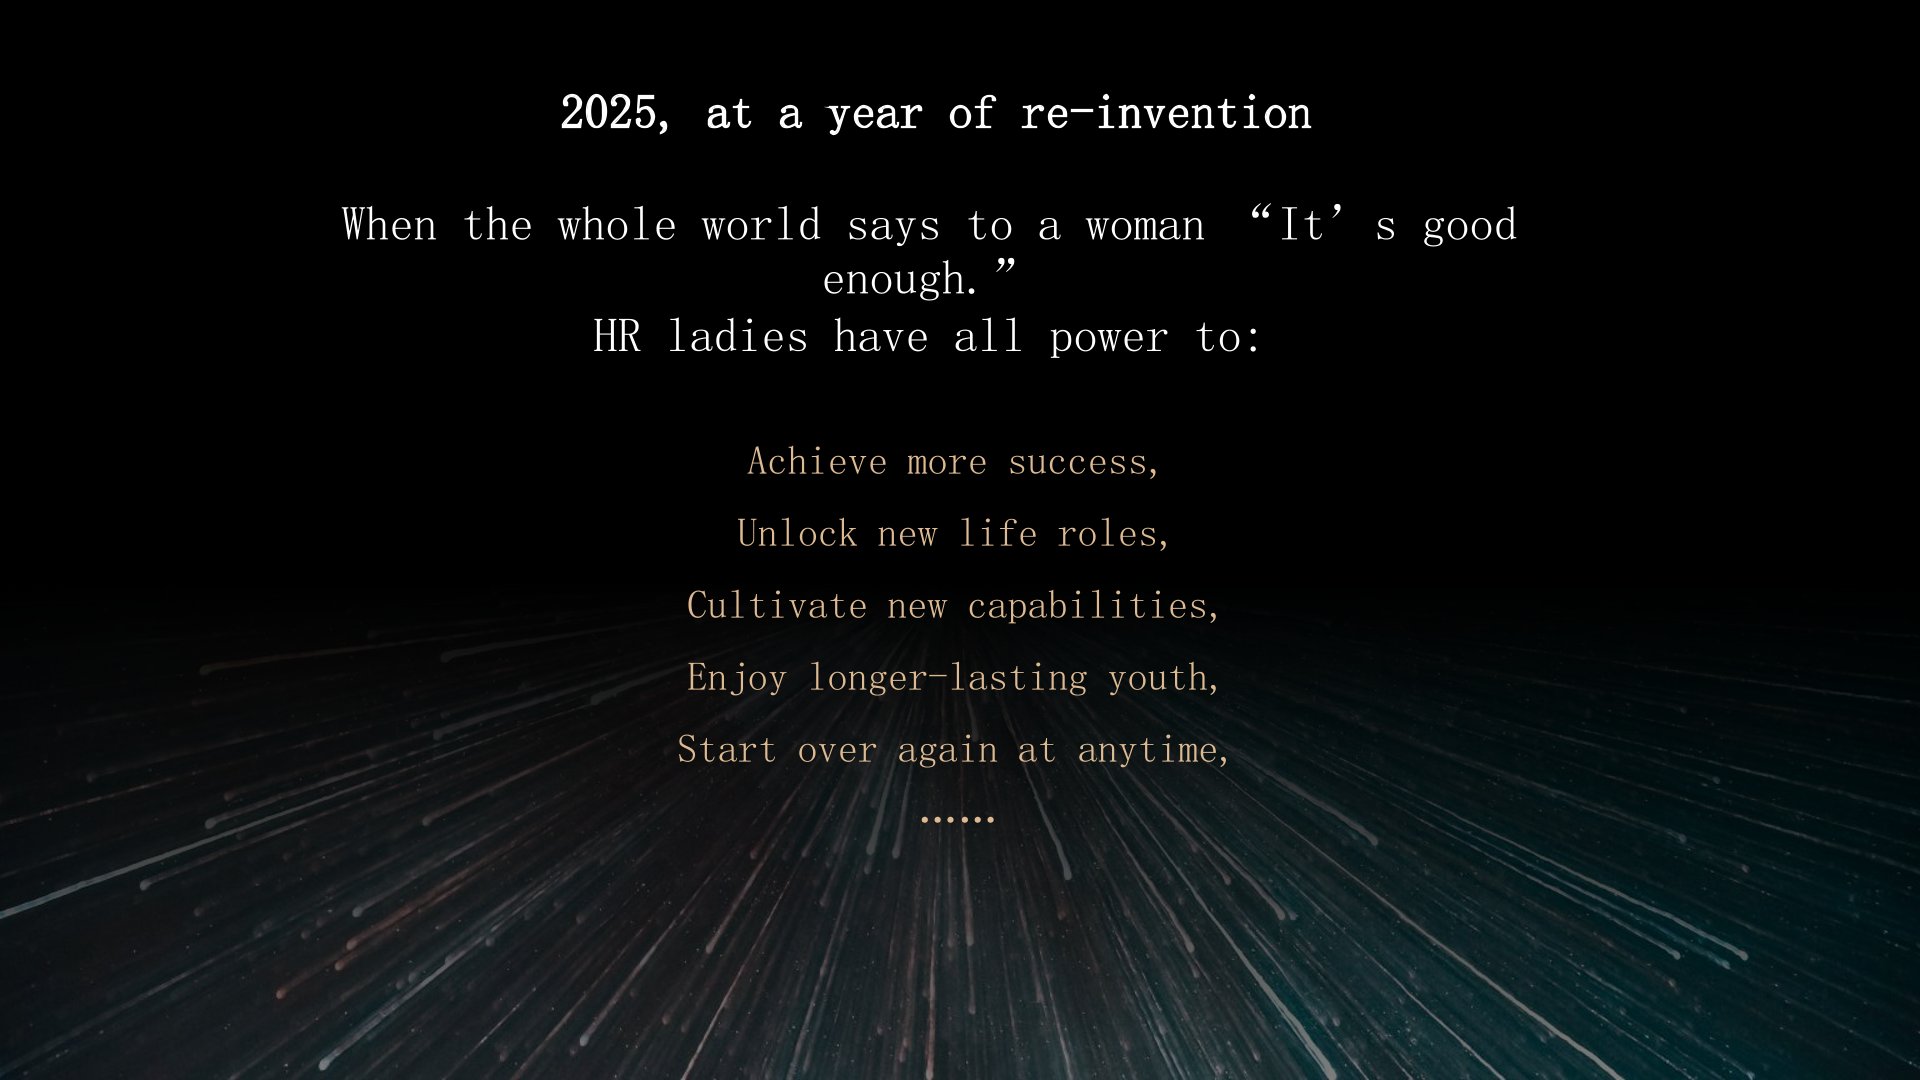 2025, at a year of re-invention
When the whole world says to a woman “It’s good
enough.”
HR ladies have all power to:
Achieve more success,
Unlock new life roles,
Cultivate new capabilities,
Enjoy longer-lasting youth,
Start over again at anytime,
……